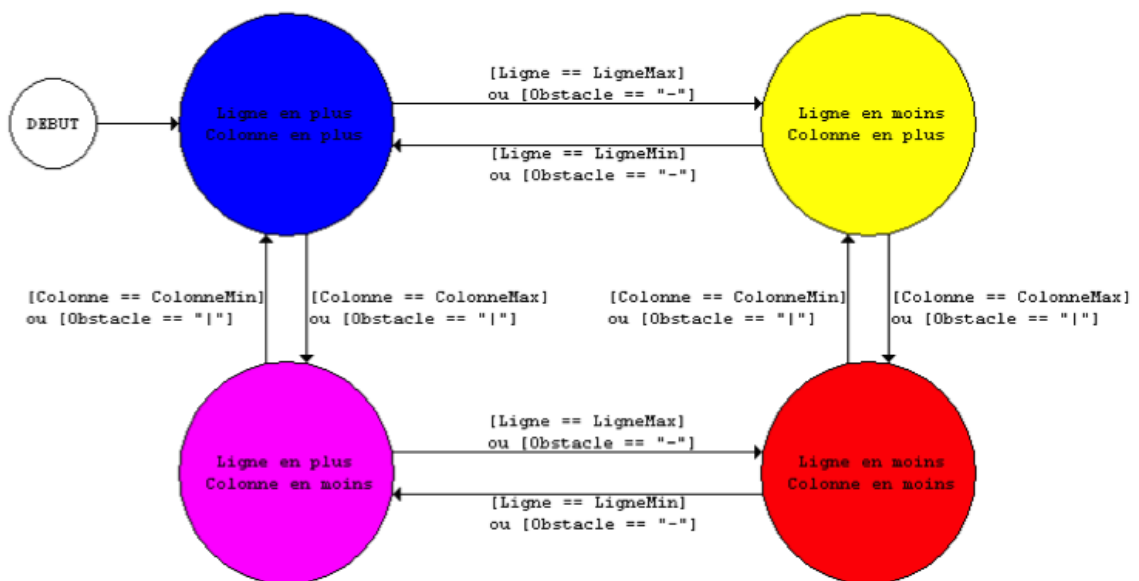 [Ligne == LigneMax]
ou [Obstacle == "-"]
DEBUT
Ligne en plus
Colonne en plus
Ligne en moins
Colonne en plus
[Ligne == LigneMin]
ou [Obstacle == "-"]
[Colonne == ColonneMin]
ou [Obstacle == "|"]
[Colonne == ColonneMax]
ou [Obstacle == "|"]
[Colonne == ColonneMin]
ou [Obstacle == "|"]
[Colonne == ColonneMax]
ou [Obstacle == "|"]
[Ligne == LigneMax]
ou [Obstacle == "-"]
Ligne en plus
Colonne en moins
Ligne en moins
Colonne en moins
[Ligne == LigneMin]
ou [Obstacle == "-"]